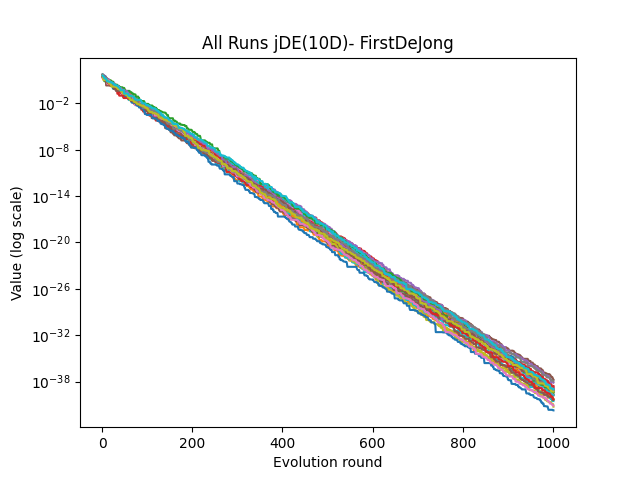 All Runs jDE(10D)- FirstDeJong
Value (log scale)
10⁻²
10⁻⁸
10⁻¹⁴
10⁻²⁰
10⁻²⁶
10⁻³²
10⁻³⁸
0 200 400 600 800 1000
Evolution round